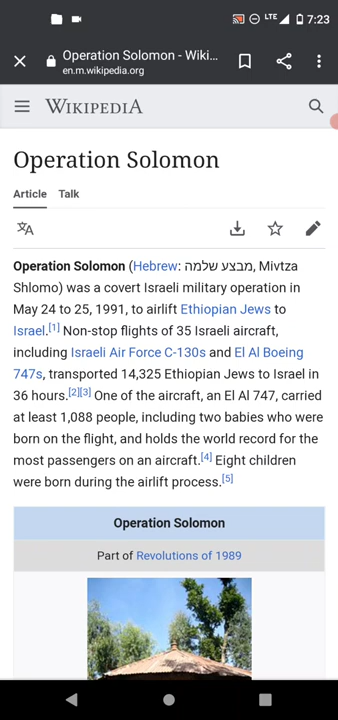 LTE 7:23
Operation Solomon - Wiki...
en.m.wikipedia.org
WIKIPEDIA
Operation Solomon
Article Talk
Operation Solomon (Hebrew: מבצע שלמה, Mivtza
Shlomo) was a covert Israeli military operation in
May 24 to 25, 1991, to airlift Ethiopian Jews to
Israel.[1] Non-stop flights of 35 Israeli aircraft,
including Israeli Air Force C-130s and El Al Boeing
747s, transported 14,325 Ethiopian Jews to Israel in
36 hours.[2][3] One of the aircraft, an El Al 747, carried
at least 1,088 people, including two babies who were
born on the flight, and holds the world record for the
most passengers on an aircraft.[4] Eight children
were born during the airlift process.[5]
Operation Solomon
Part of Revolutions of 1989